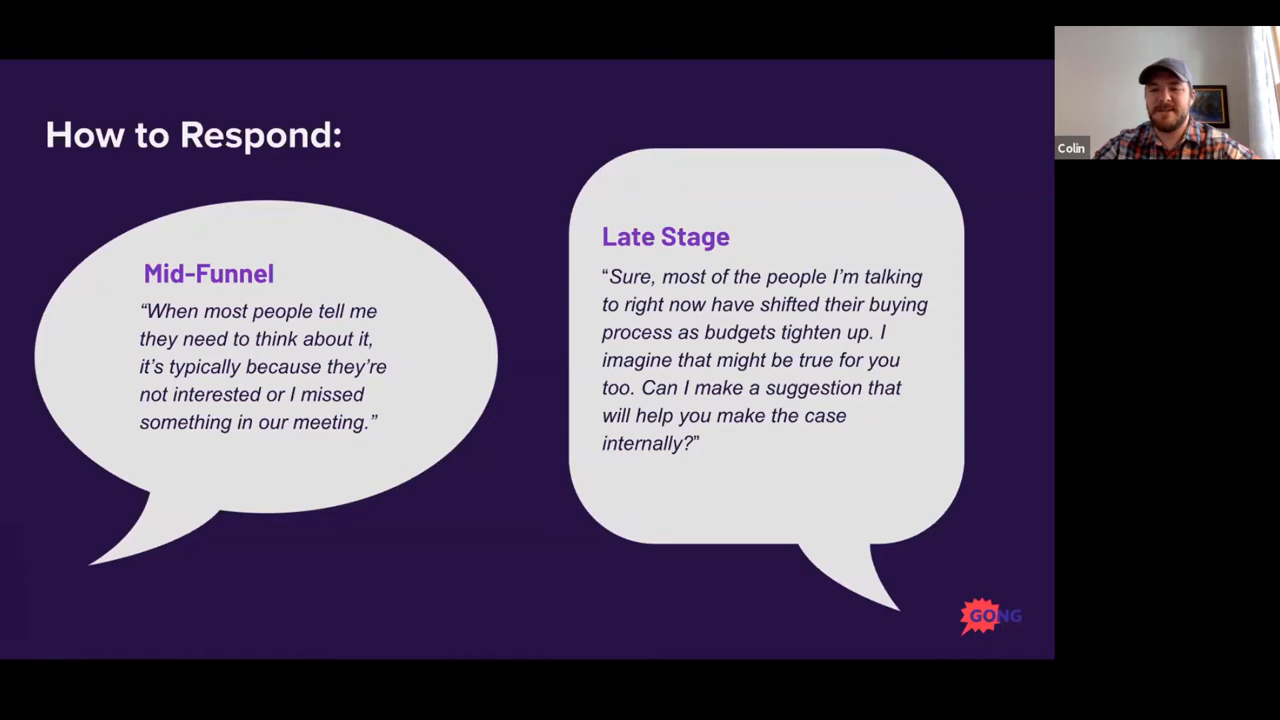 How to Respond:
Mid-Funnel
“When most people tell me
they need to think about it,
it’s typically because they’re
not interested or I missed
something in our meeting.”
Late Stage
“Sure, most of the people I’m talking
to right now have shifted their buying
process as budgets tighten up. I
imagine that might be true for you
too. Can I make a suggestion that
will help you make the case
internally?”
GONG
Colin